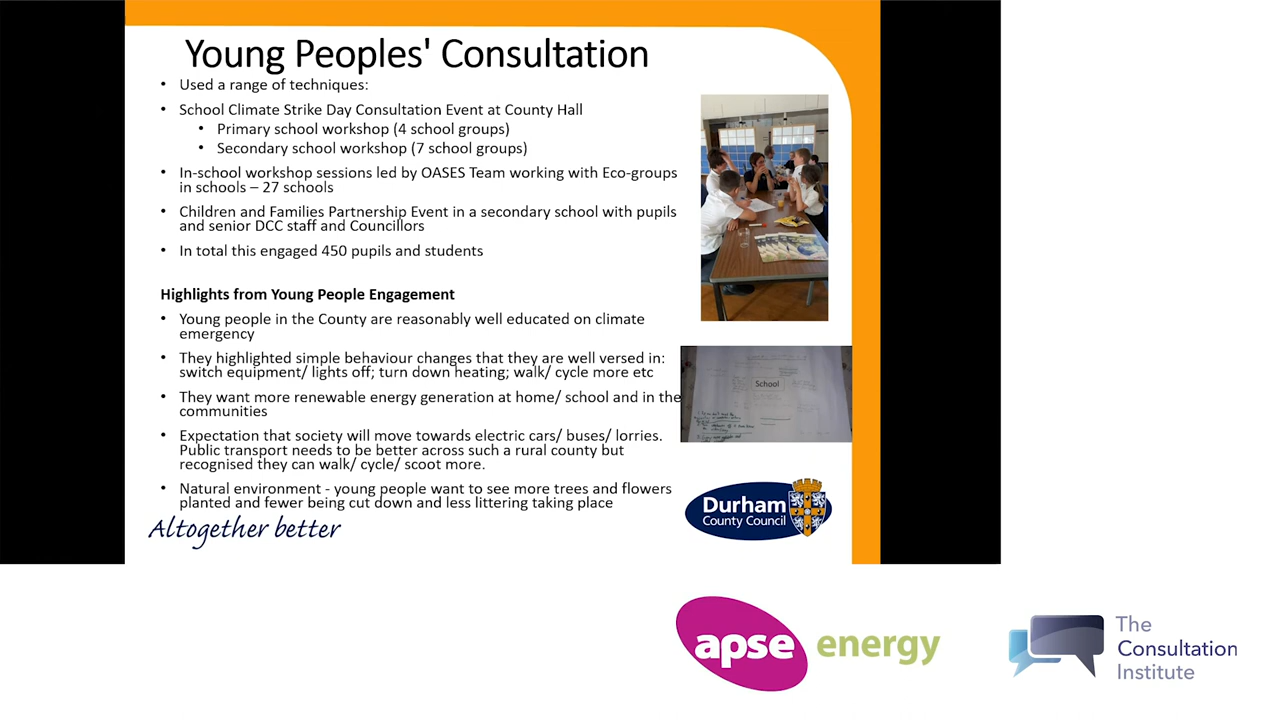 Young Peoples' Consultation
• Used a range of techniques:
• School Climate Strike Day Consultation Event at County Hall
• Primary school workshop (4 school groups)
• Secondary school workshop (7 school groups)
• In-school workshop sessions led by OASES Team working with Eco-groups
in schools – 27 schools
• Children and Families Partnership Event in a secondary school with pupils
and senior DCC staff and Councillors
• In total this engaged 450 pupils and students
Highlights from Young People Engagement
• Young people in the County are reasonably well educated on climate
emergency
• They highlighted simple behaviour changes that they are well versed in:
switch equipment/ lights off; turn down heating; walk/ cycle more etc
• They want more renewable energy generation at home/ school and in the
communities
• Expectation that society will move towards electric cars/ buses/ lorries.
Public transport needs to be better across such a rural county but
recognised they can walk/ cycle/ scoot more.
• Natural environment - young people want to see more trees and flowers
planted and fewer being cut down and less littering taking place
Altogether better
School
Durham
County Council
apse energy
The
Consultation
Institute